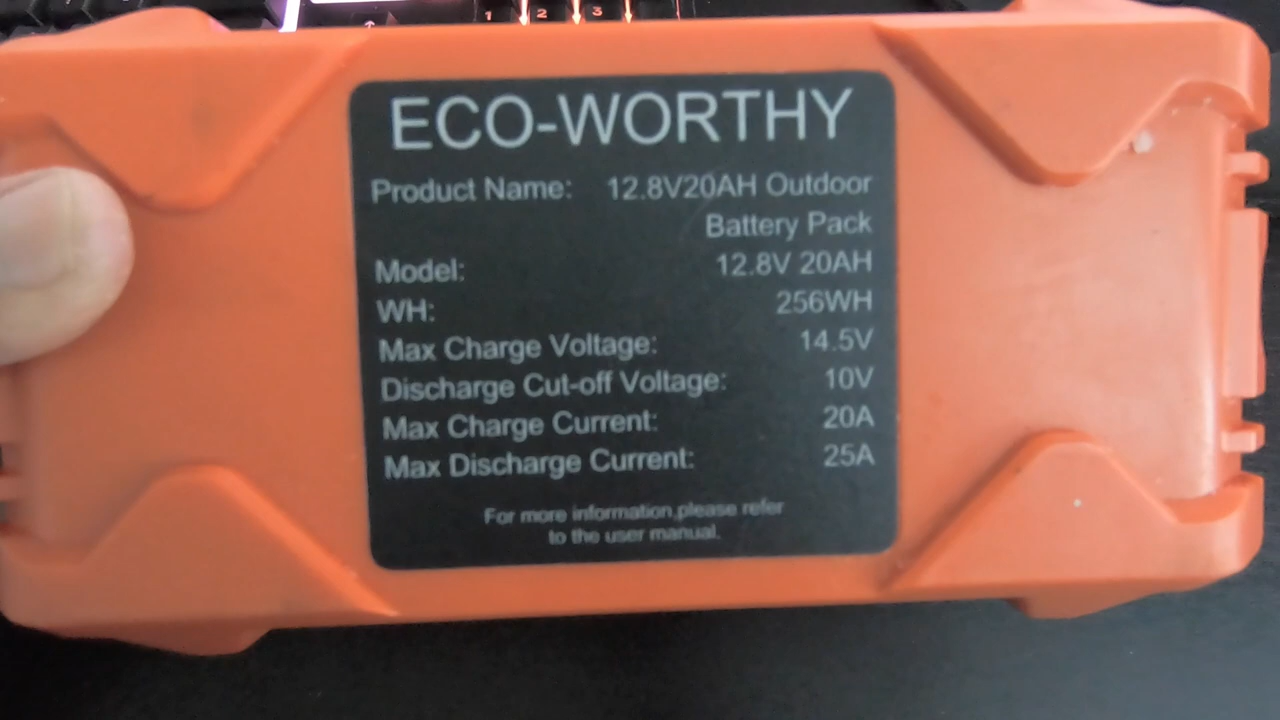 1 2 3
ECO-WORTHY
Product Name: 12.8V20AH Outdoor
Battery Pack
Model: 12.8V 20AH
WH: 256WH
Max Charge Voltage: 14.5V
Discharge Cut-off Voltage: 10V
Max Charge Current: 20A
Max Discharge Current: 25A
For more information,please refer
to the user manual.